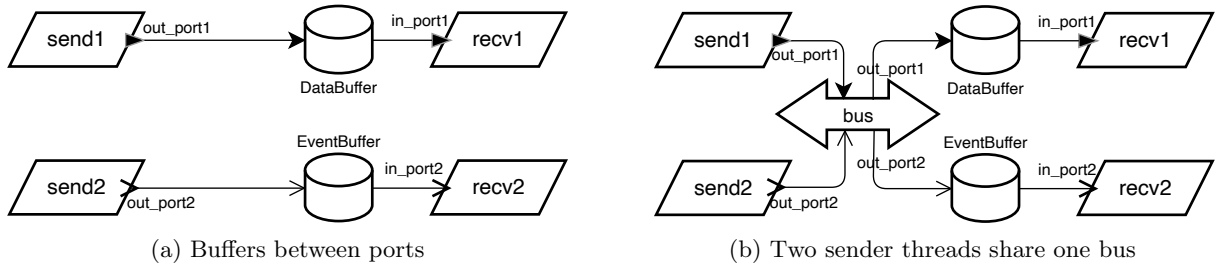 send1
out_port1
DataBuffer
in_port1
recv1
send2
out_port2
EventBuffer
in_port2
recv2
(a) Buffers between ports
send1
out_port1
out_port1
DataBuffer
in_port1
recv1
bus
send2
out_port2
out_port2
EventBuffer
in_port2
recv2
(b) Two sender threads share one bus